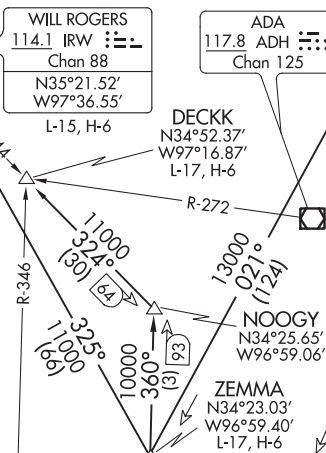 WILL ROGERS
114.1 IRW
Chan 88
N35°21.52'
W97°36.55'
L-15, H-6
ADA
117.8 ADH
Chan 125
DECKK
N34°52.37'
W97°16.87'
L-17, H-6
R-272
11000
324°
(30)
64
13000
021°
(124)
R-346
NOOGY
N34°25.65'
W96°59.06'
325°
11000
(66)
10000
360°
(3)
93
ZEMMA
N34°23.03'
W96°59.40'
L-17, H-6